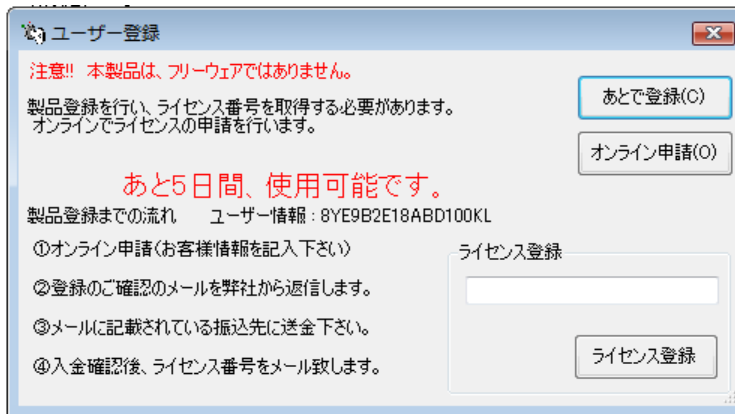 ユーザー登録
注意!! 本製品は、フリーウェアではありません。
あとで登録(C)
製品登録を行い、ライセンス番号を取得する必要があります。
オンラインでライセンスの申請を行います。
オンライン申請(O)
あと5日間、使用可能です。
製品登録までの流れ ユーザー情報:8YE9B2E18ABD100KL
①オンライン申請(お客様情報を記入下さい)
②登録のご確認のメールを弊社から返信します。
③メールに記載されている振込先に送金下さい。
④入金確認後、ライセンス番号をメール致します。
ライセンス登録
ライセンス登録